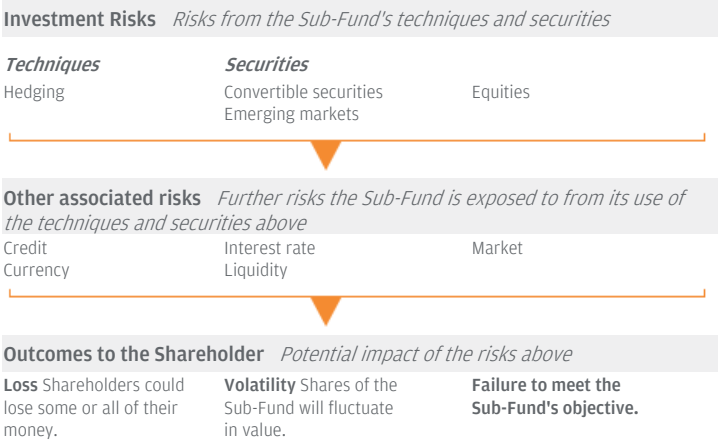 Investment Risks Risks from the Sub-Fund's techniques and securities
Techniques Securities
Hedging Convertible securities Equities
Emerging markets
Other associated risks Further risks the Sub-Fund is exposed to from its use of
the techniques and securities above
Credit Interest rate Market
Currency Liquidity
Outcomes to the Shareholder Potential impact of the risks above
Loss Shareholders could
lose some or all of their
money.
Volatility Shares of the
Sub-Fund will fluctuate
in value.
Failure to meet the
Sub-Fund's objective.